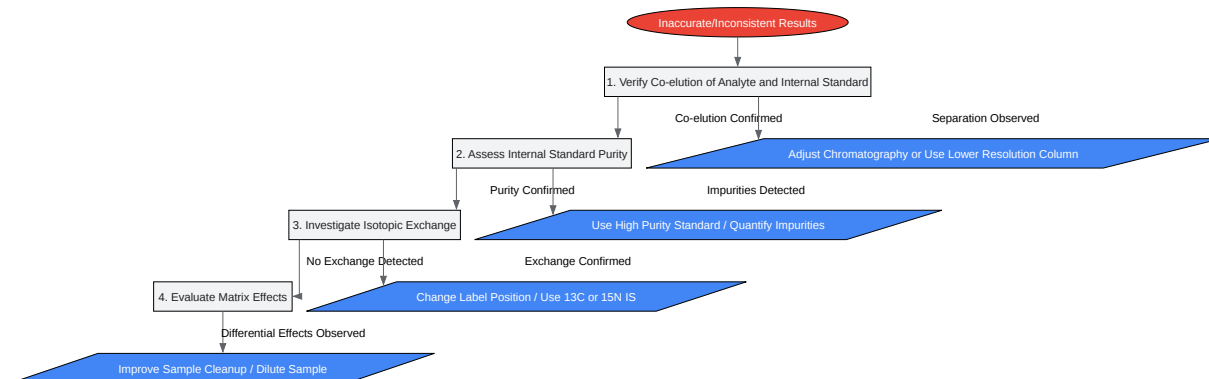 Inaccurate/Inconsistent Results
1. Verify Co-elution of Analyte and Internal Standard
Co-elution Confirmed
Separation Observed
2. Assess Internal Standard Purity
Adjust Chromatography or Use Lower Resolution Column
Purity Confirmed
Impurities Detected
3. Investigate Isotopic Exchange
Use High Purity Standard / Quantify Impurities
No Exchange Detected
Exchange Confirmed
4. Evaluate Matrix Effects
Change Label Position / Use 13C or 15N IS
Differential Effects Observed
Improve Sample Cleanup / Dilute Sample